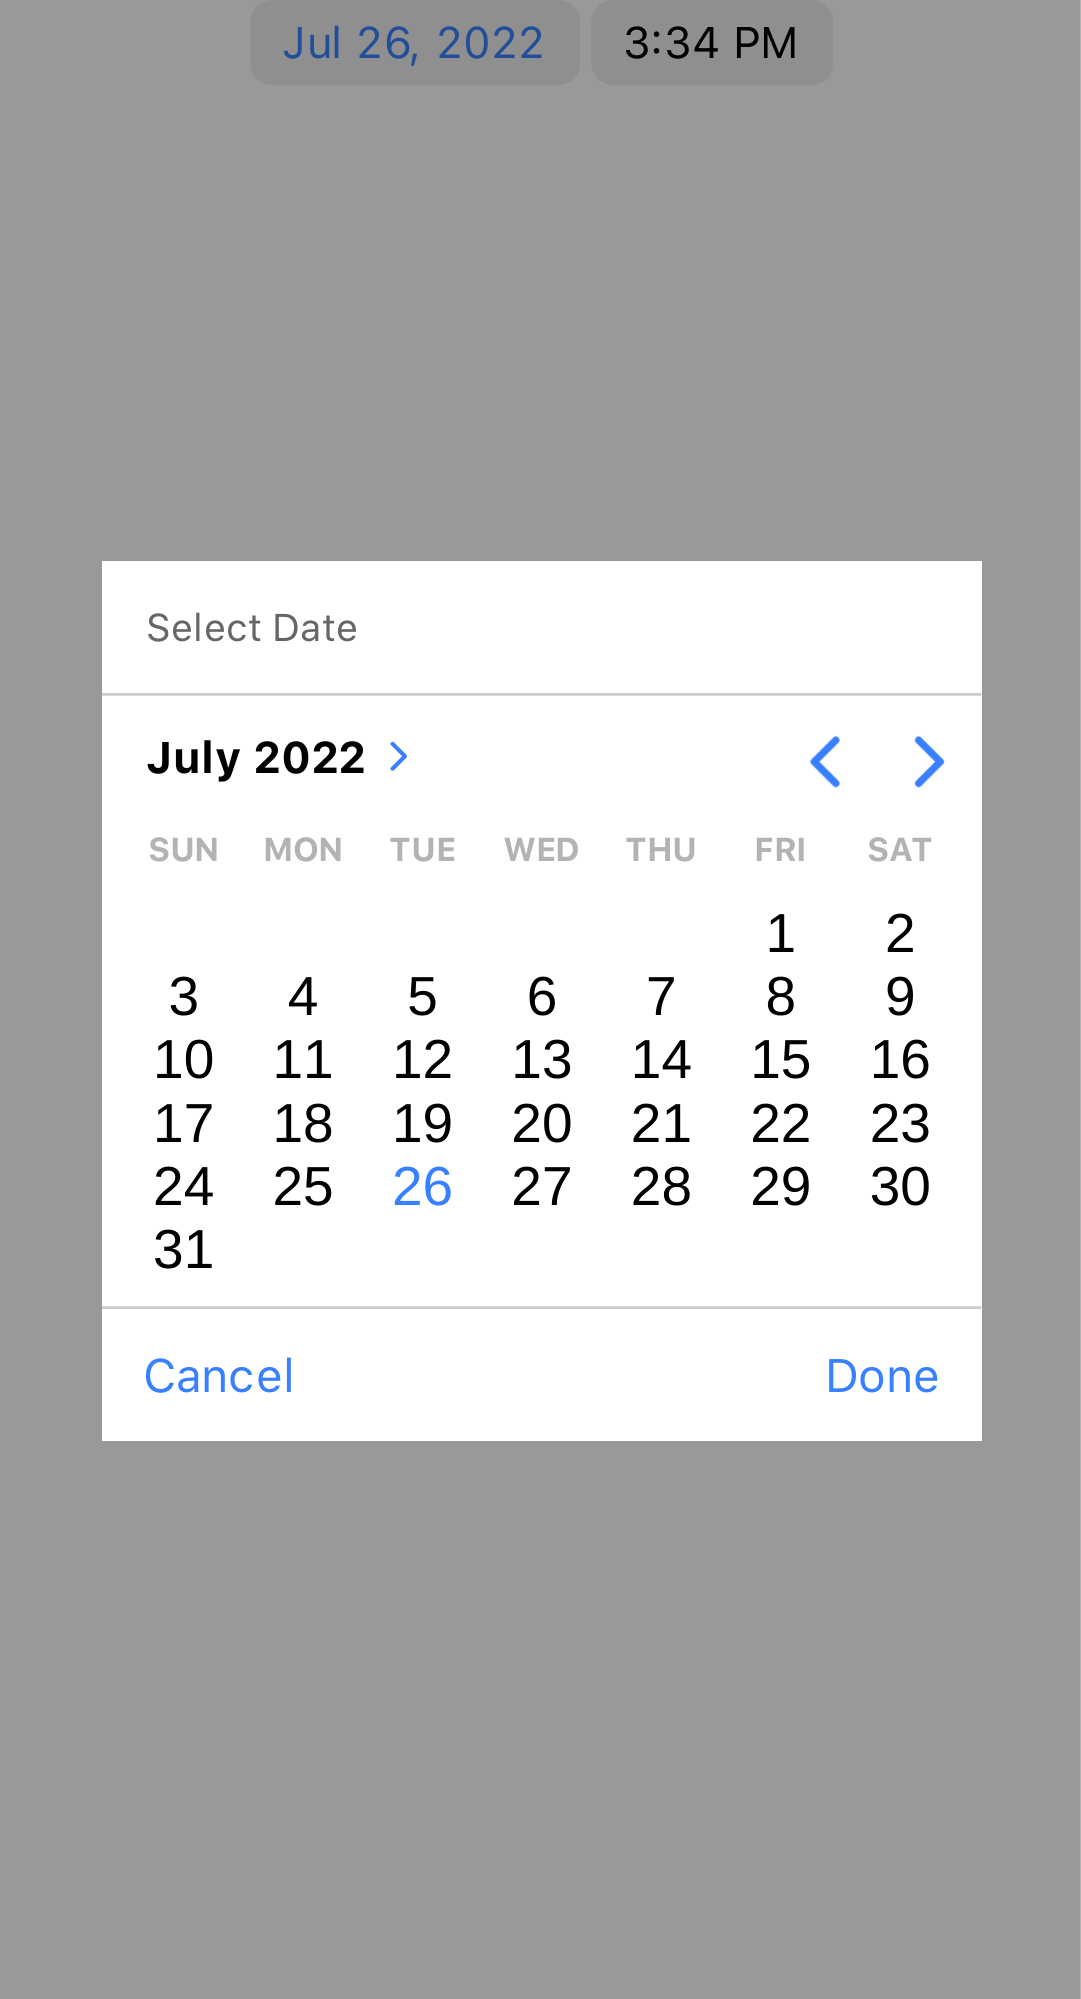 Jul 26, 2022 3:34 PM
Select Date
July 2022
SUN MON TUE WED THU FRI SAT
1 2
3 4 5 6 7 8 9
10 11 12 13 14 15 16
17 18 19 20 21 22 23
24 25 26 27 28 29 30
31
Cancel Done